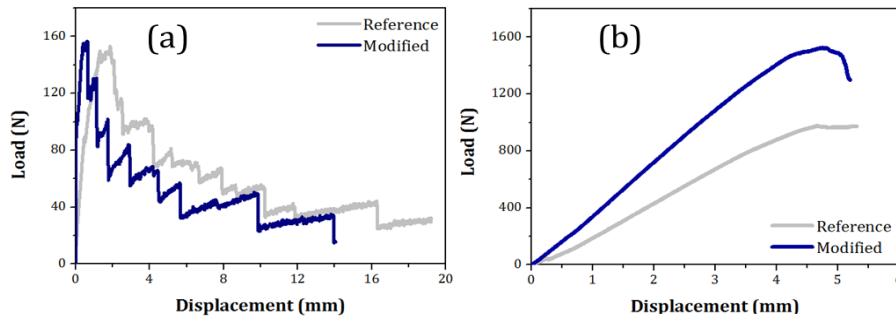 (a)
Reference
Modified
Load (N)
160
120
80
40
0
0 4 8 12 16 20
Displacement (mm)
(b)
Reference
Modified
Load (N)
1600
1200
800
400
0
0 1 2 3 4 5 6
Displacement (mm)